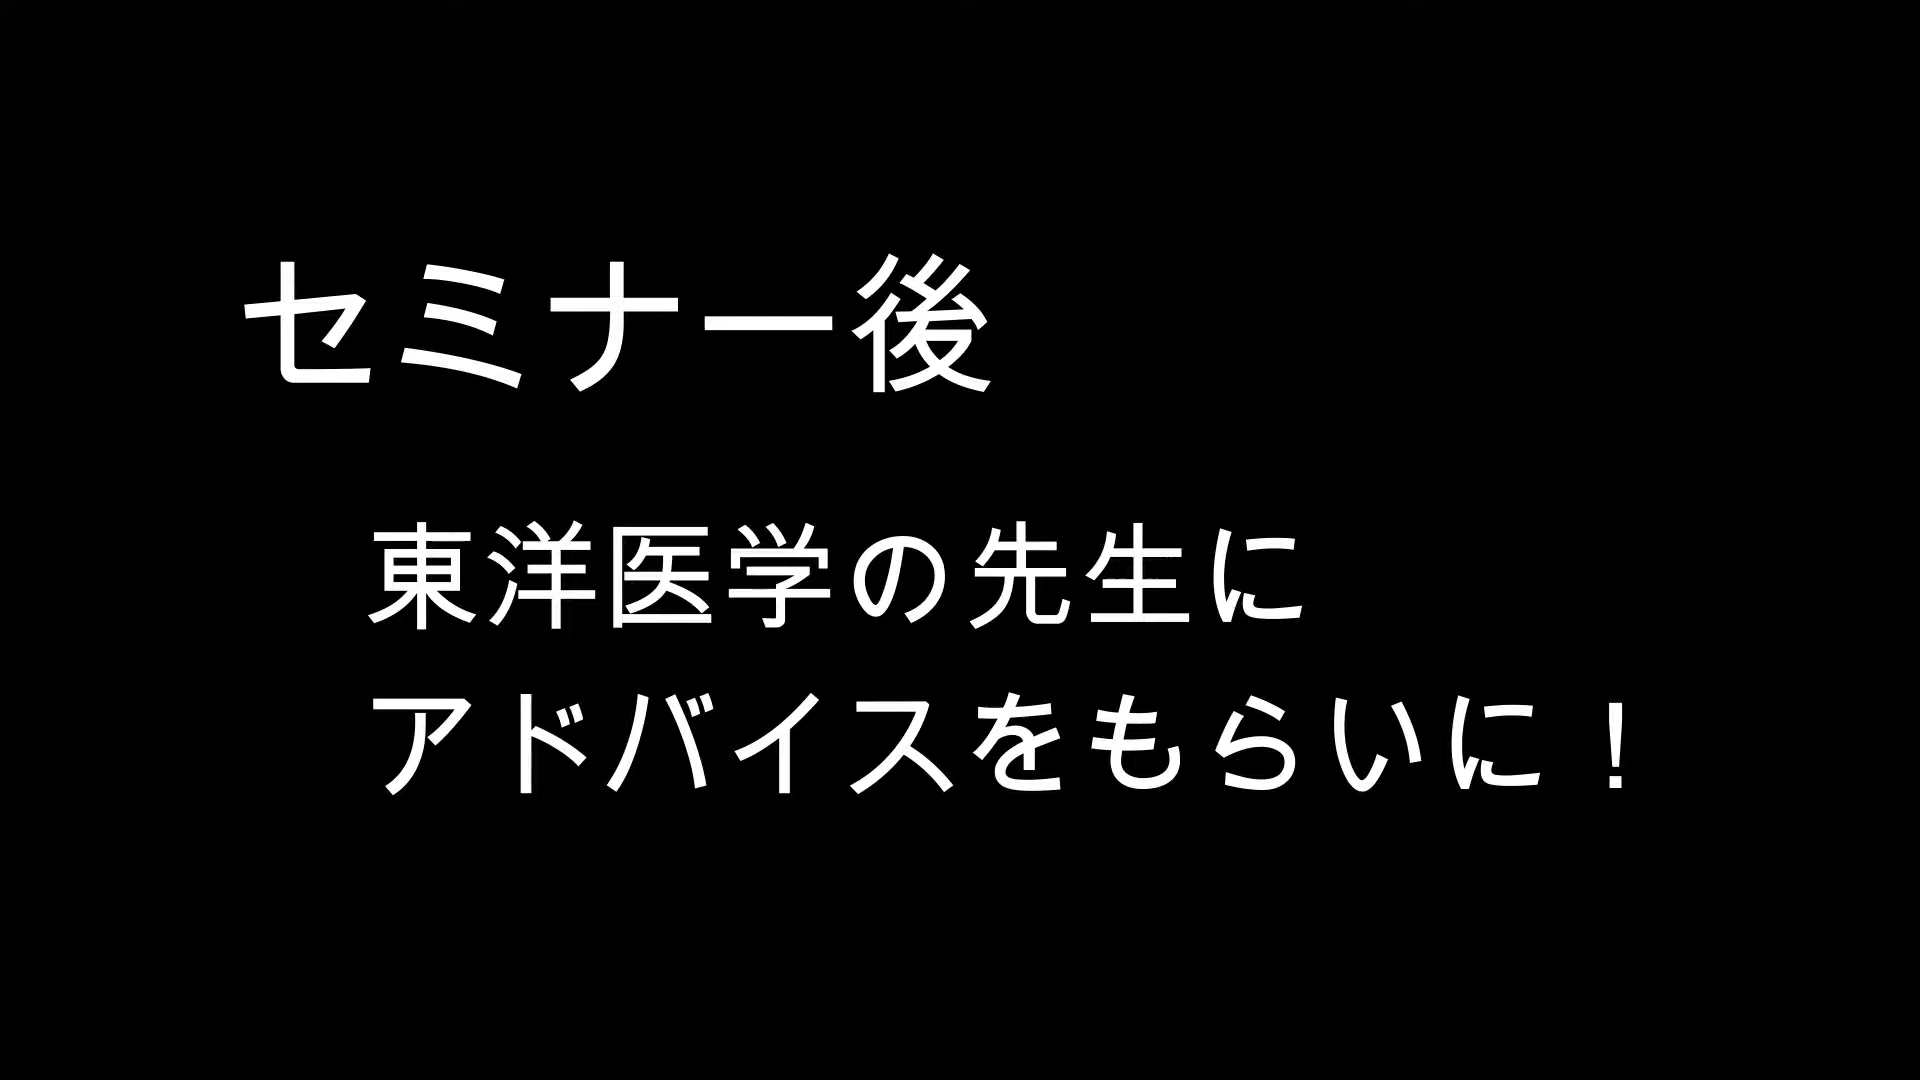 セミナー後
東洋医学の先生に
アドバイスをもらいに！